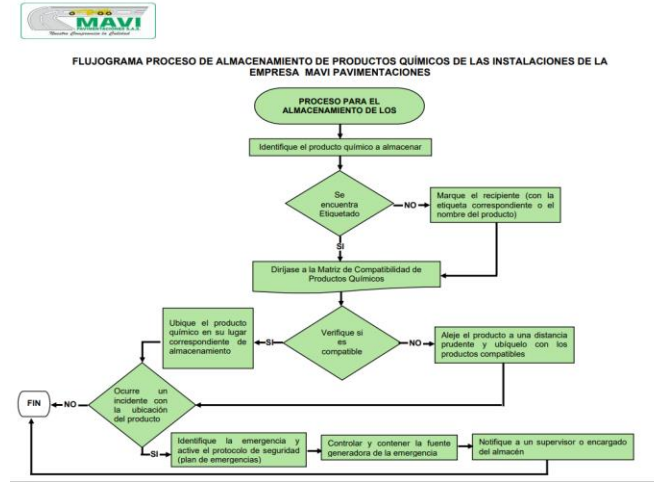 MAVI
PAVIMENTACIONES S.A.S.
Nuestro Compromiso la Calidad
FLUJOGRAMA PROCESO DE ALMACENAMIENTO DE PRODUCTOS QUÍMICOS DE LAS INSTALACIONES DE LA
EMPRESA MAVI PAVIMENTACIONES
PROCESO PARA EL
ALMACENAMIENTO DE LOS
Identifique el producto químico a almacenar
Se
encuentra
Etiquetado
NO
Marque el recipiente (con la
etiqueta correspondiente o el
nombre del producto)
SI
Diríjase a la Matriz de Compatibilidad de
Productos Químicos
Ubique el producto
químico en su lugar
correspondiente de
almacenamiento
SI
Verifique si
es
compatible
NO
Aleje el producto a una distancia
prudente y ubíquelo con los
productos compatibles
FIN
NO
Ocurre un
incidente con
la ubicación
del producto
SI
Identifique la emergencia y
active el protocolo de seguridad
(plan de emergencias)
Controlar y contener la fuente
generadora de la emergencia
Notifique a un supervisor o encargado
del almacén